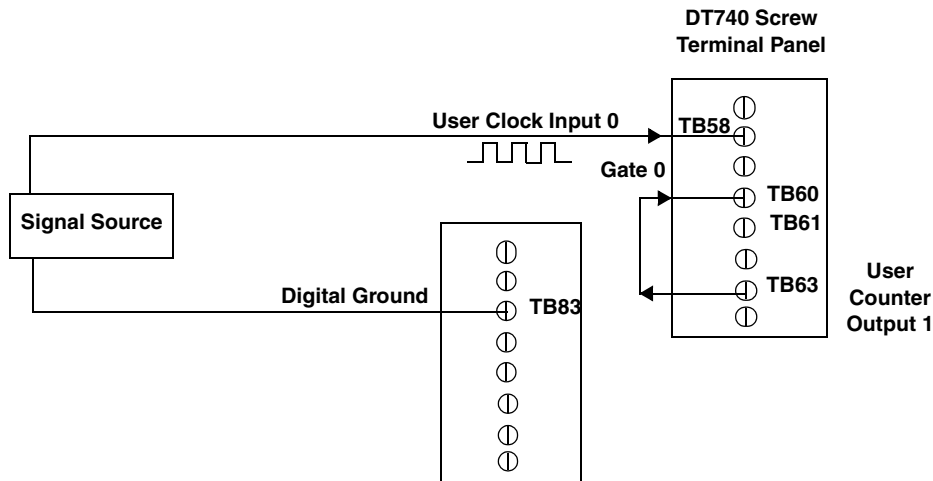 DT740 Screw
Terminal Panel
User Clock Input 0
TB58
Gate 0
TB60
TB61
Signal Source
TB63
User
Counter
Output 1
Digital Ground
TB83